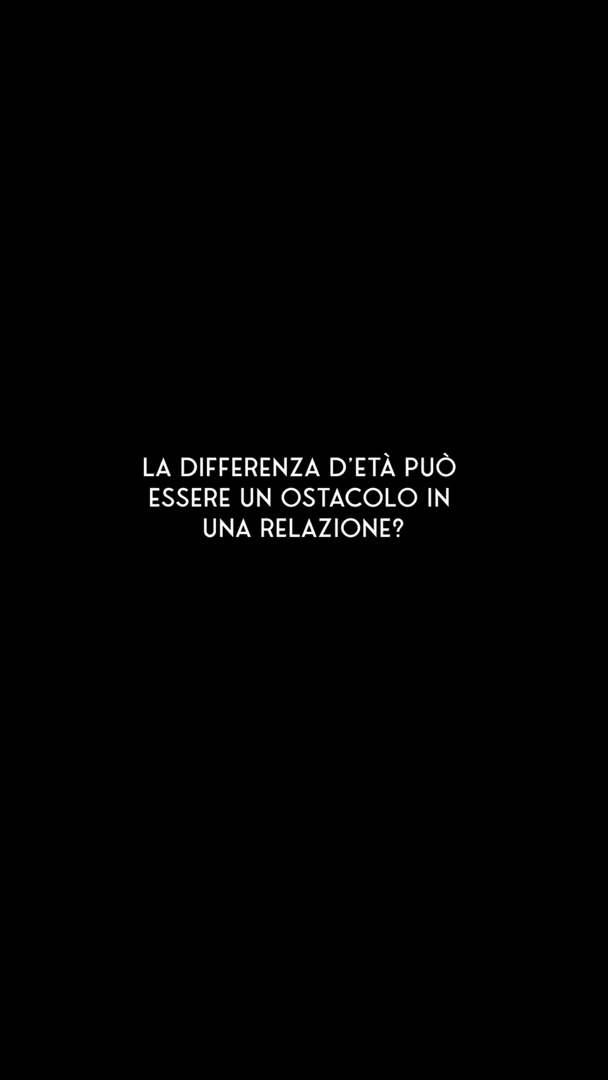 LA DIFFERENZA D'ETÀ PUÒ
ESSERE UN OSTACOLO IN
UNA RELAZIONE?